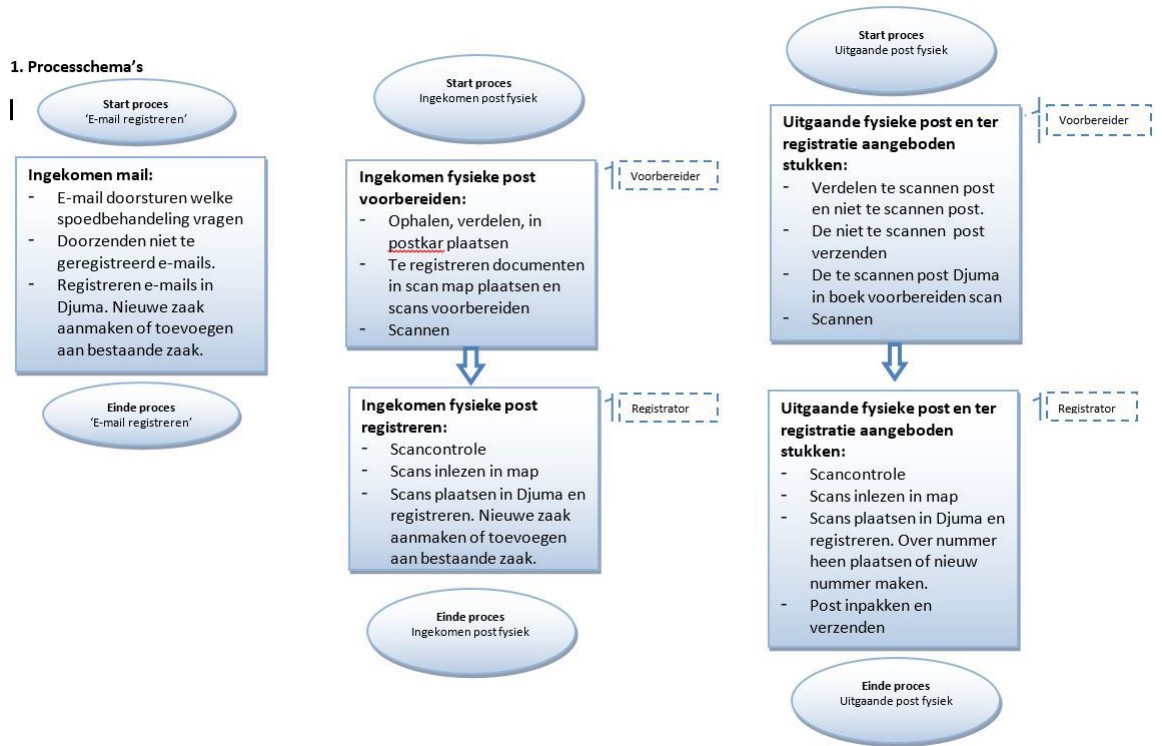 1. Processchema's
Start proces
'E-mail registreren'
Ingekomen mail:
- E-mail doorsturen welke
spoedbehandeling vragen
- Doorzenden niet te
geregistreerd e-mails.
- Registreren e-mails in
Djuma. Nieuwe zaak
aanmaken of toevoegen
aan bestaande zaak.
Einde proces
'E-mail registreren'
Start proces
Ingekomen post fysiek
Ingekomen fysieke post
voorbereiden:
- Ophalen, verdelen, in
postkar plaatsen
- Te registreren documenten
in scan map plaatsen en
scans voorbereiden
- Scannen
Voorbereider
Ingekomen fysieke post
registreren:
- Scancontrole
- Scans inlezen in map
- Scans plaatsen in Djuma en
registreren. Nieuwe zaak
aanmaken of toevoegen
aan bestaande zaak.
Registrator
Einde proces
Ingekomen post fysiek
Start proces
Uitgaande post fysiek
Uitgaande fysieke post en ter
registratie aangeboden
stukken:
- Verdelen te scannen post
en niet te scannen post.
- De niet te scannen post
verzenden
- De te scannen post Djuma
in boek voorbereiden scan
- Scannen
Voorbereider
Uitgaande fysieke post en ter
registratie aangeboden
stukken:
- Scancontrole
- Scans inlezen in map
- Scans plaatsen in Djuma en
registreren. Over nummer
heen plaatsen of nieuw
nummer maken.
- Post inpakken en
verzenden
Registrator
Einde proces
Uitgaande post fysiek